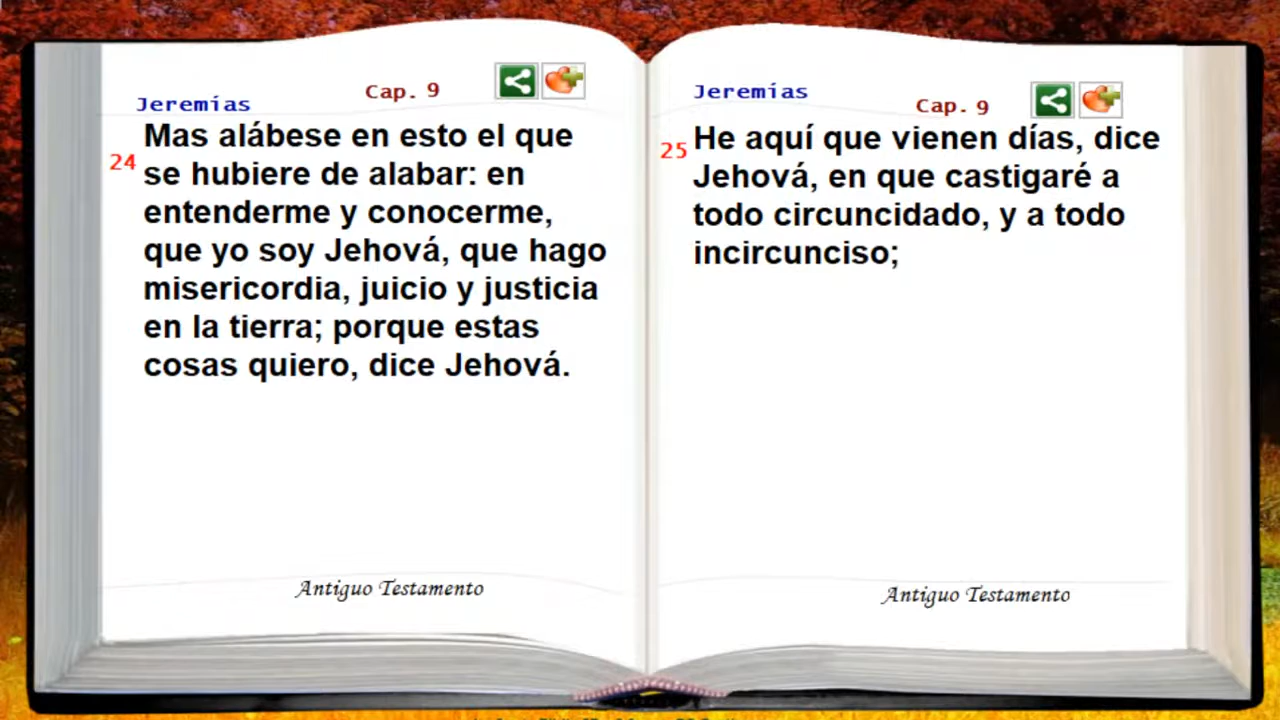 Jeremías
Cap. 9
24
Mas alábese en esto el que
se hubiere de alabar: en
entenderme y conocerme,
que yo soy Jehová, que hago
misericordia, juicio y justicia
en la tierra; porque estas
cosas quiero, dice Jehová.
Antiguo Testamento
Jeremías
Cap. 9
25
He aquí que vienen días, dice
Jehová, en que castigaré a
todo circuncidado, y a todo
incircunciso;
Antiguo Testamento